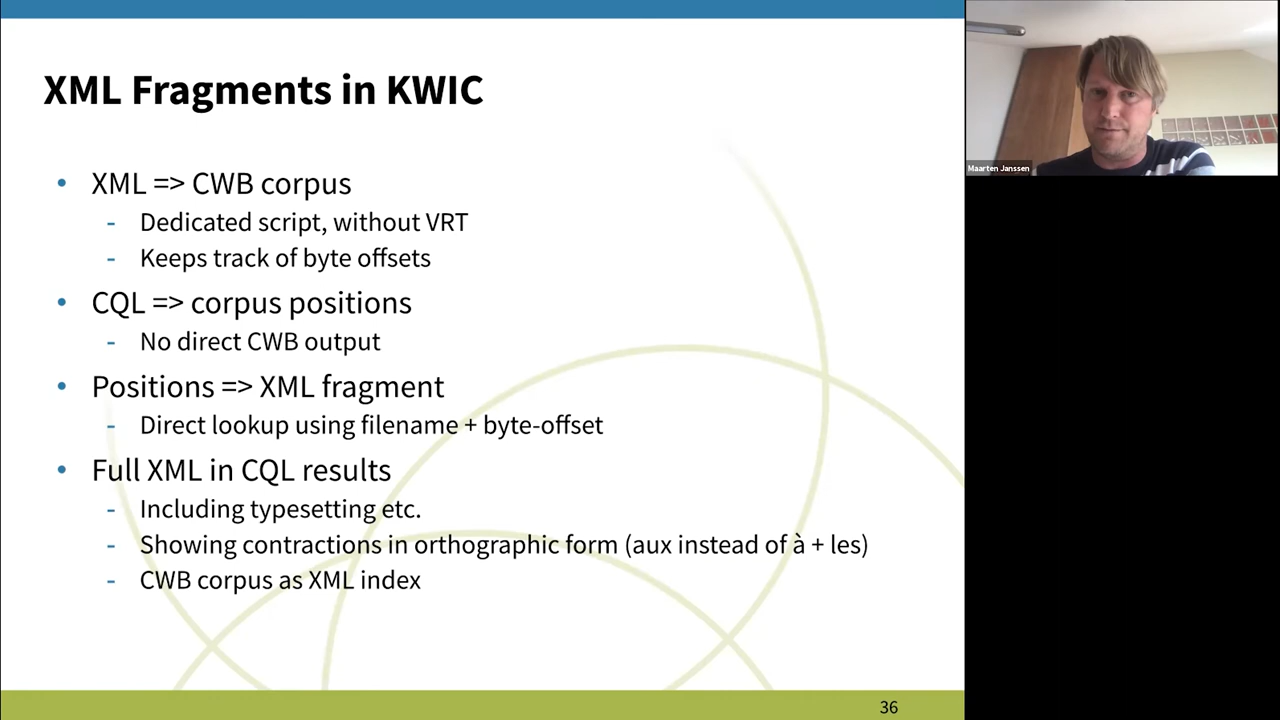 XML Fragments in KWIC
• XML => CWB corpus
- Dedicated script, without VRT
- Keeps track of byte offsets
• CQL => corpus positions
- No direct CWB output
• Positions => XML fragment
- Direct lookup using filename + byte-offset
• Full XML in CQL results
- Including typesetting etc.
- Showing contractions in orthographic form (aux instead of à + les)
- CWB corpus as XML index
36
Maarten Janssen